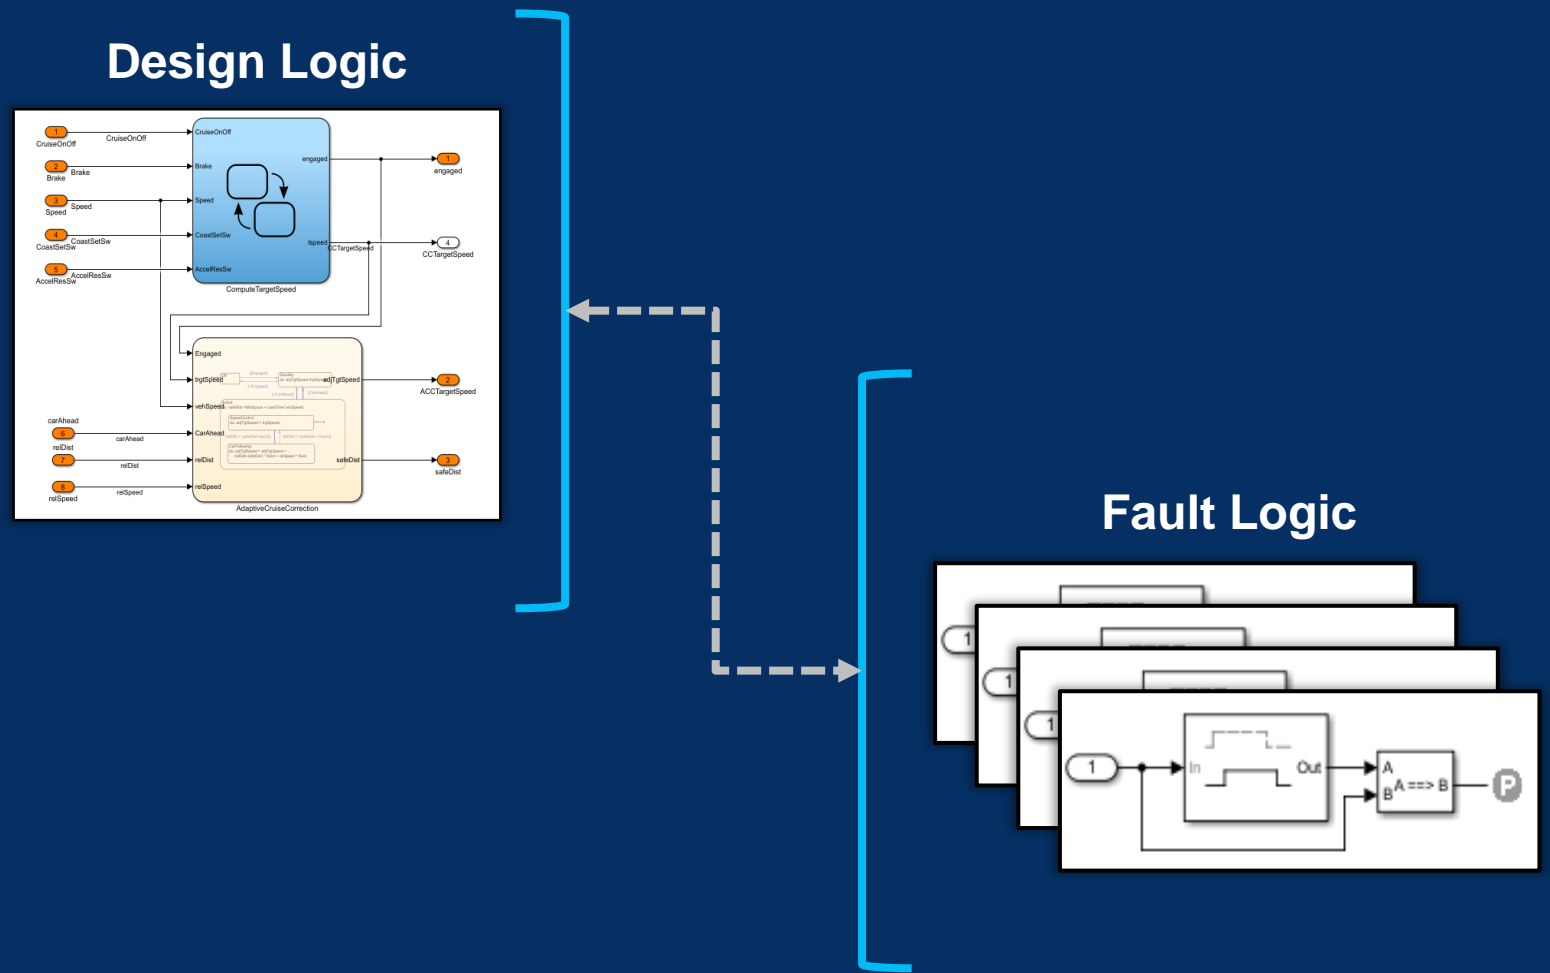 Design Logic
1
CruiseOnOff
CruiseOnOff
CruiseOnOff
2
Brake
Brake
Brake
3
Speed
Speed
Speed
4
CoastSetSw
CoastSetSw
CoastSetSw
5
AccelResSw
AccelResSw
AccelResSw
engaged
1
engaged
tspeed
CCTargetSpeed
4
CCTargetSpeed
ComputeTargetSpeed
Engaged
trgtSpeed
vehSpeed
carAhead
6
carAhead
CarAhead
relDist
7
relDist
relDist
8
relSpeed
relSpeed
relSpeed
adjTgtSpeed
2
ACCTargetSpeed
safeDist
3
safeDist
[Engaged]
[~Engaged]
AdaptiveCruiseCorrection
Fault Logic
1
1
1
1
In
Out
A
B
A ==> B
P